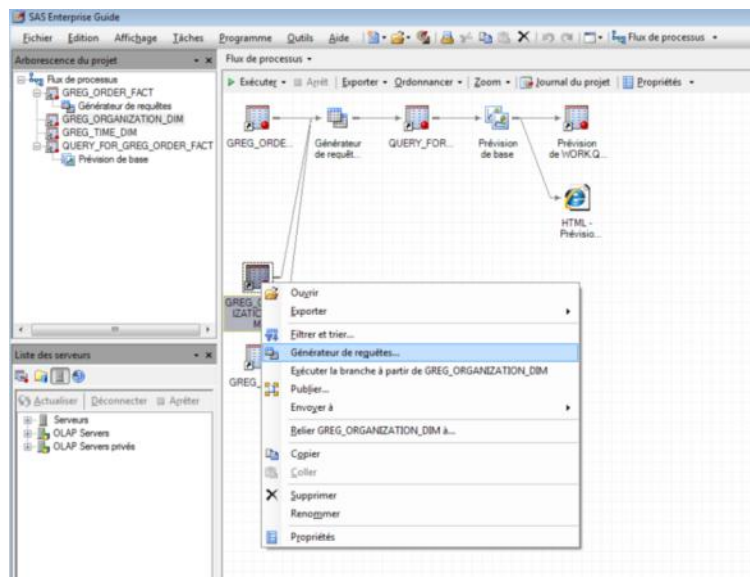 SAS Enterprise Guide
Fichier Edition Affichage Tâches Programme Outils Aide Flux de processus
Arborescence du projet
Flux de processus
GREG_ORDER_FACT
Générateur de requêtes
GREG_ORGANIZATION_DIM
GREG_TIME_DIM
QUERY_FOR_GREG_ORDER_FACT
Prévision de base
Liste des serveurs
Actualiser Déconnecter Arrêter
Serveurs
OLAP Servers
OLAP Servers privés
Flux de processus
Exécuter Arrêt Exporter Ordonnancer Zoom Journal du projet Propriétés
GREG_ORDE...
Générateur
de requêt...
QUERY_FOR...
Prévision
de base
Prévision
de WORK.Q...
HTML -
Prévisio...
GREG_
Ouvrir
Exporter
Filtrer et trier...
Générateur de requêtes...
Exécuter la branche à partir de GREG_ORGANIZATION_DIM
Publier...
Envoyer à
Relier GREG_ORGANIZATION_DIM à...
Copier
Coller
Supprimer
Renommer
Propriétés